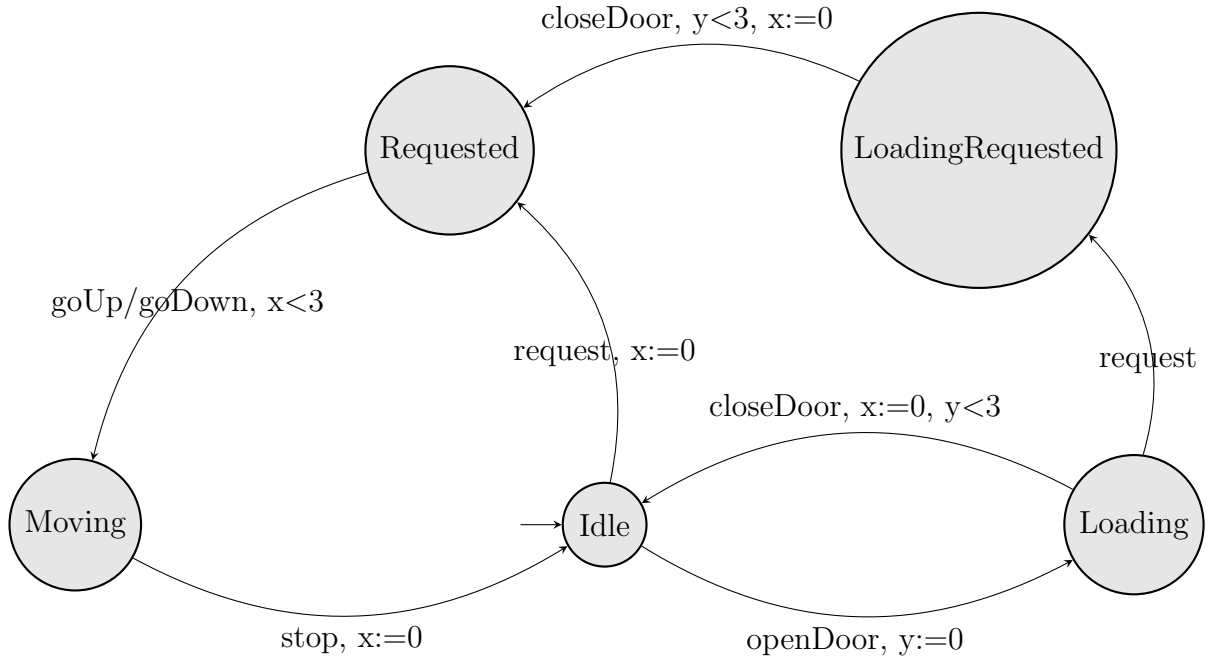 closeDoor, y<3, x:=0
Requested
LoadingRequested
goUp/goDown, x<3
request, x:=0
request
closeDoor, x:=0, y<3
Moving
Idle
Loading
stop, x:=0
openDoor, y:=0